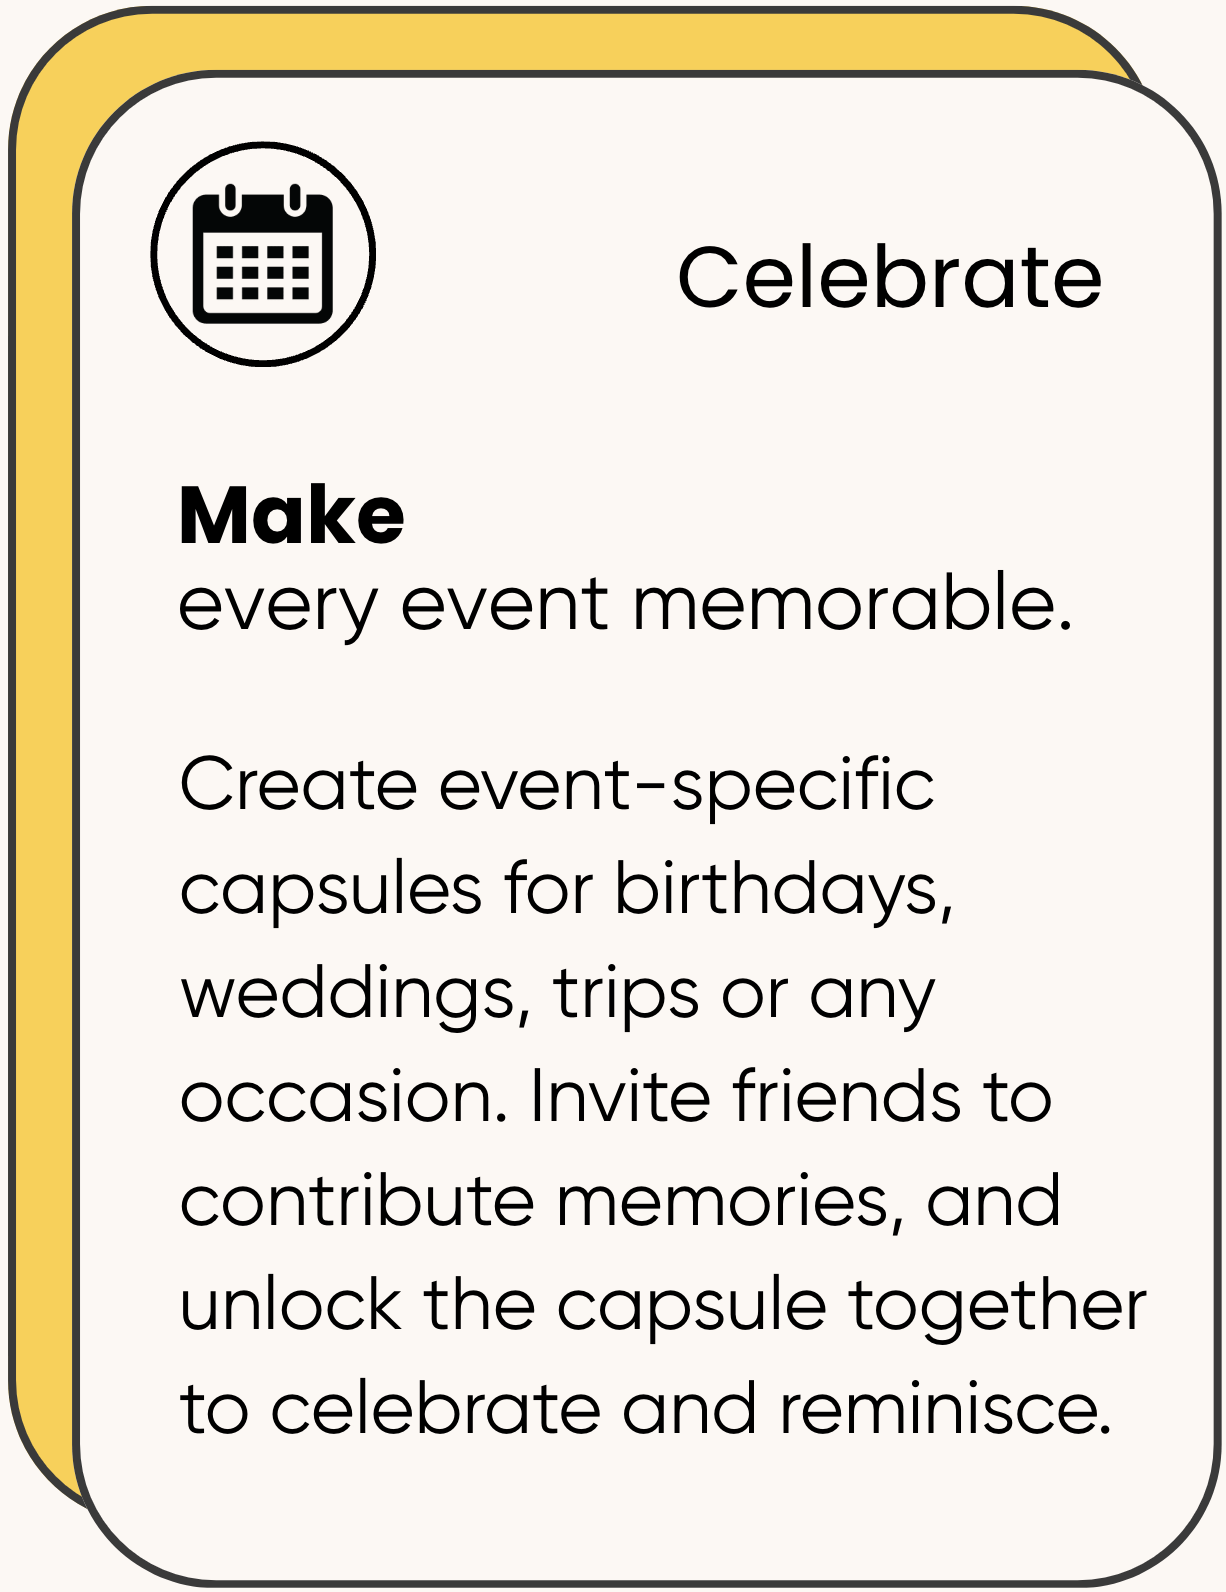 Celebrate
Make
every event memorable.
Create event-specific
capsules for birthdays,
weddings, trips or any
occasion. Invite friends to
contribute memories, and
unlock the capsule together
to celebrate and reminisce.